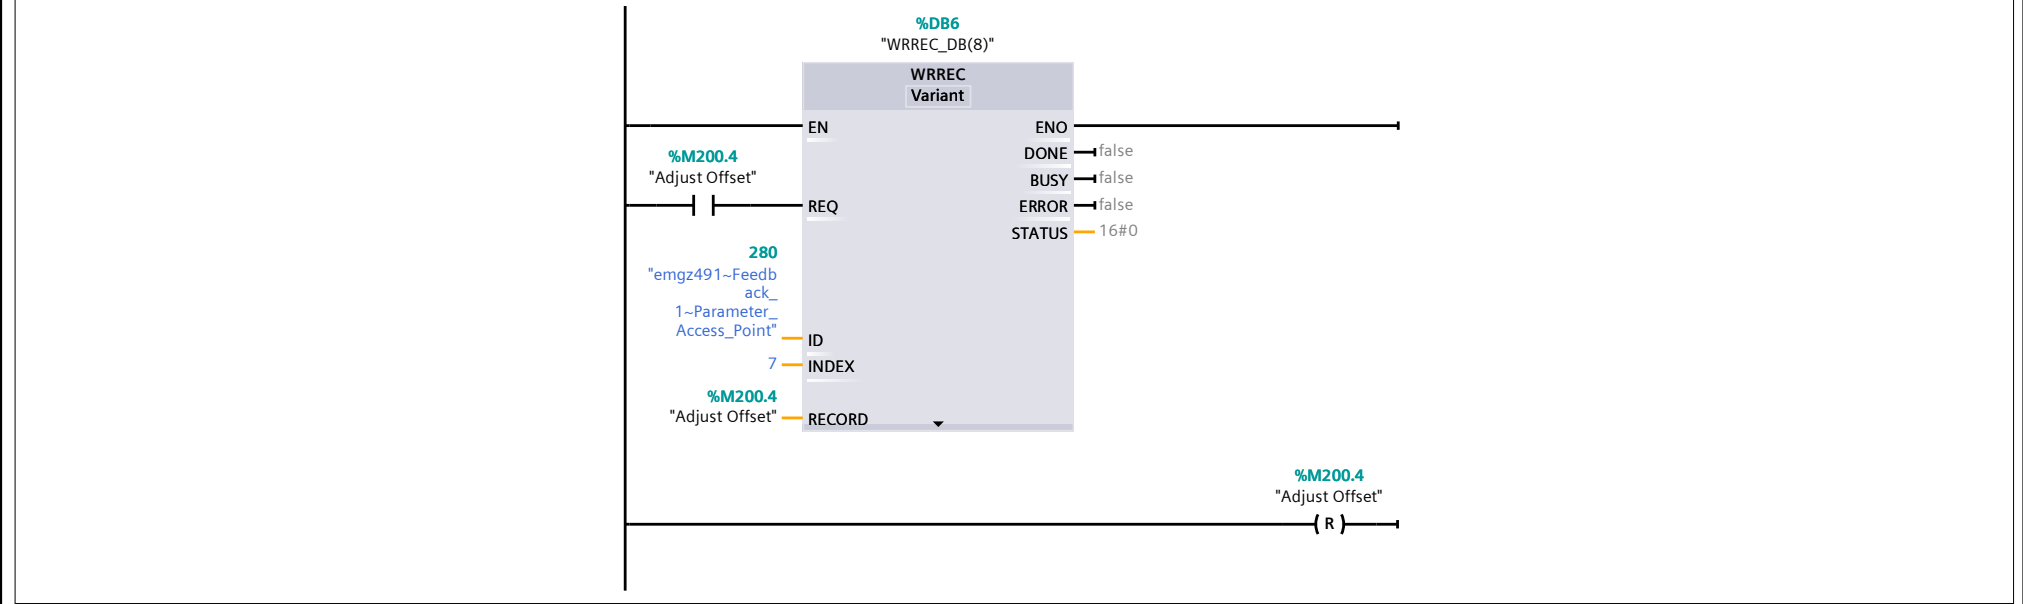 %DB6
"WRREC_DB(8)"
WRREC
Variant
EN
ENO
%M200.4
"Adjust Offset"
DONE
false
BUSY
false
REQ
ERROR
false
STATUS
16#0
280
"emgz491~Feedb
ack_
1~Parameter_
Access_Point"
ID
7
INDEX
%M200.4
"Adjust Offset"
RECORD
%M200.4
"Adjust Offset"
R